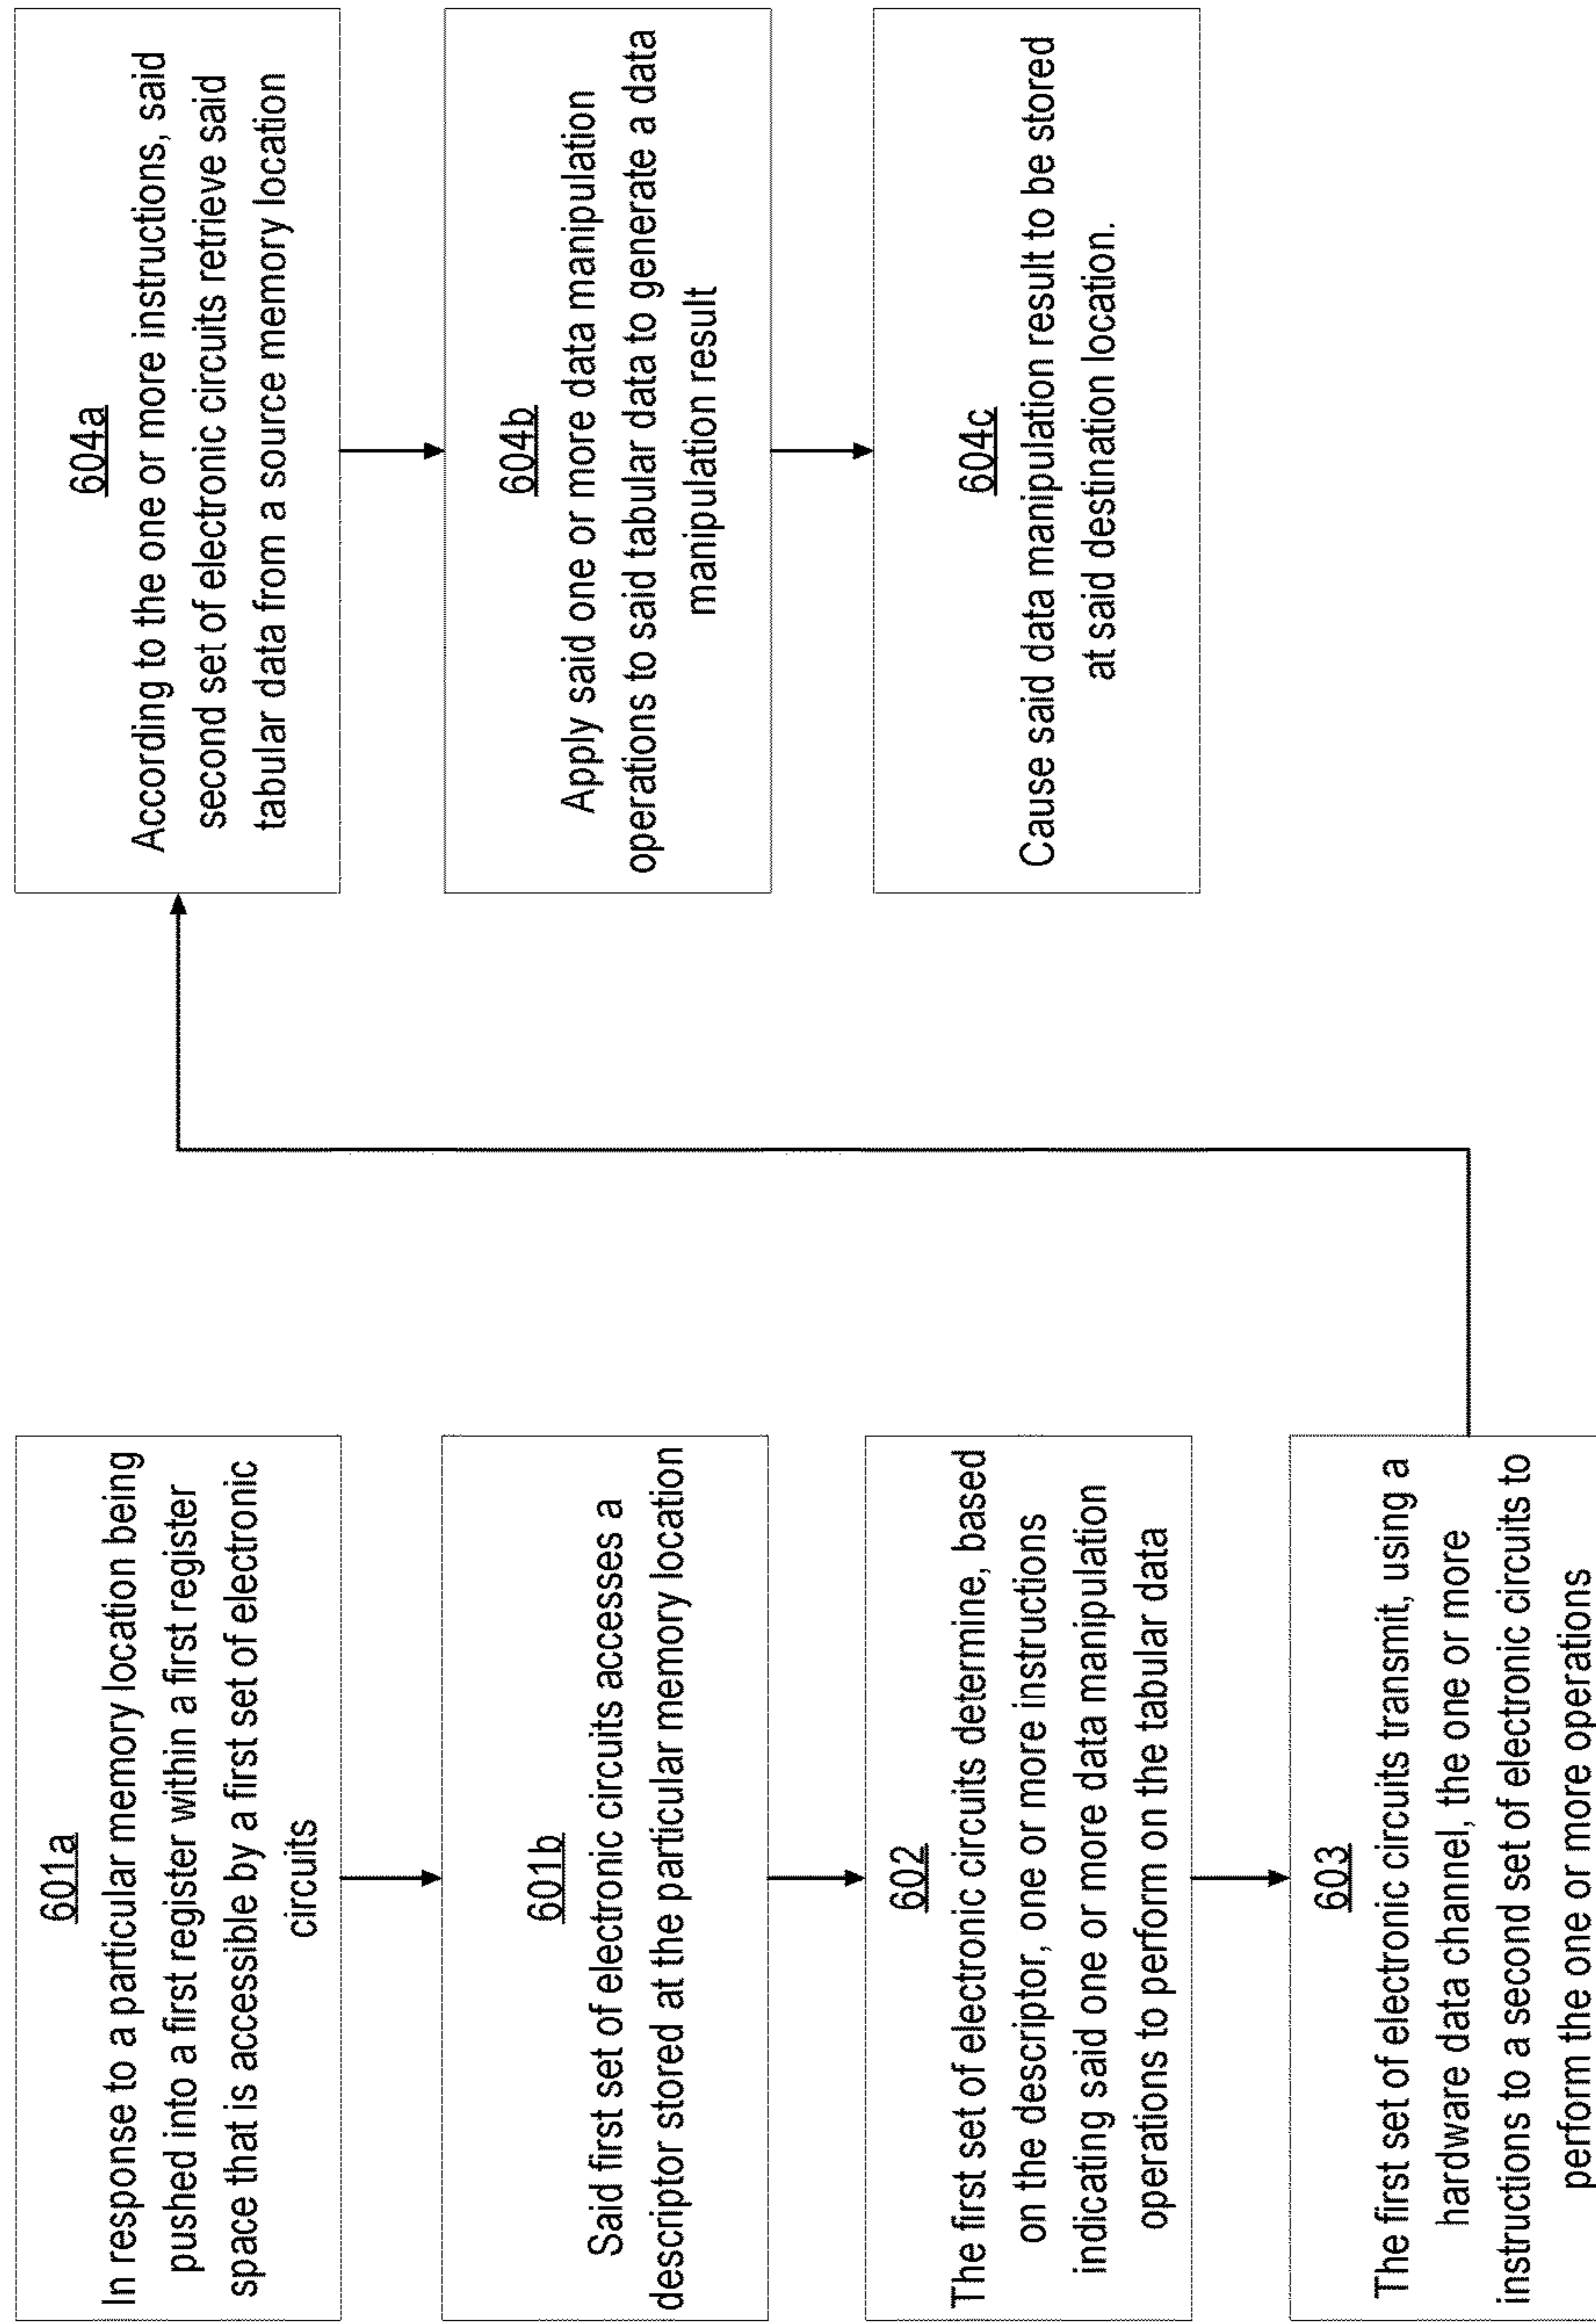 601a
In response to a particular memory location being
pushed into a first register within a first register
space that is accessible by a first set of electronic
circuits
601b
Said first set of electronic circuits accesses a
descriptor stored at the particular memory location
602
The first set of electronic circuits determine, based
on the descriptor, one or more instructions
indicating said one or more data manipulation
operations to perform on the tabular data
603
The first set of electronic circuits transmit, using a
hardware data channel, the one or more
instructions to a second set of electronic circuits to
perform the one or more operations
604a
According to the one or more instructions, said
second set of electronic circuits retrieve said
tabular data from a source memory location
604b
Apply said one or more data manipulation
operations to said tabular data to generate a data
manipulation result
604c
Cause said data manipulation result to be stored
at said destination location.